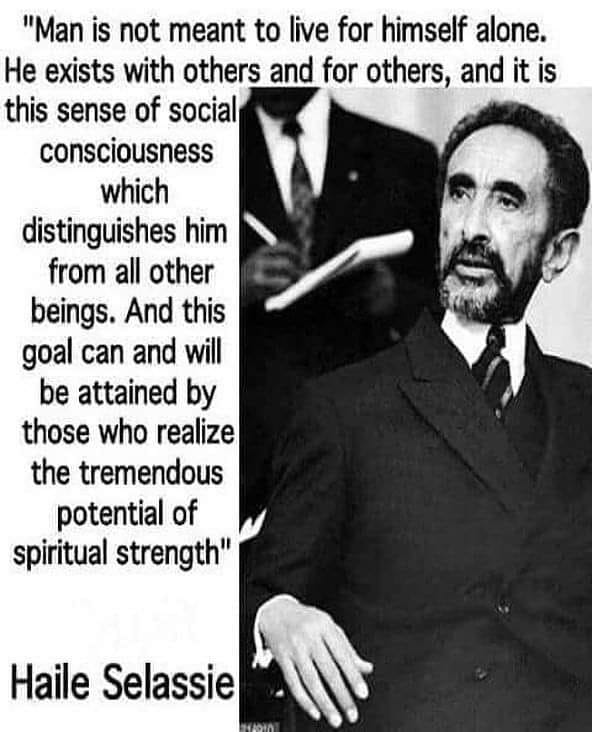 "Man is not meant to live for himself alone.
He exists with others and for others, and it is
this sense of social
consciousness
which
distinguishes him
from all other
beings. And this
goal can and will
be attained by
those who realize
the tremendous
potential of
spiritual strength"
Haile Selassie